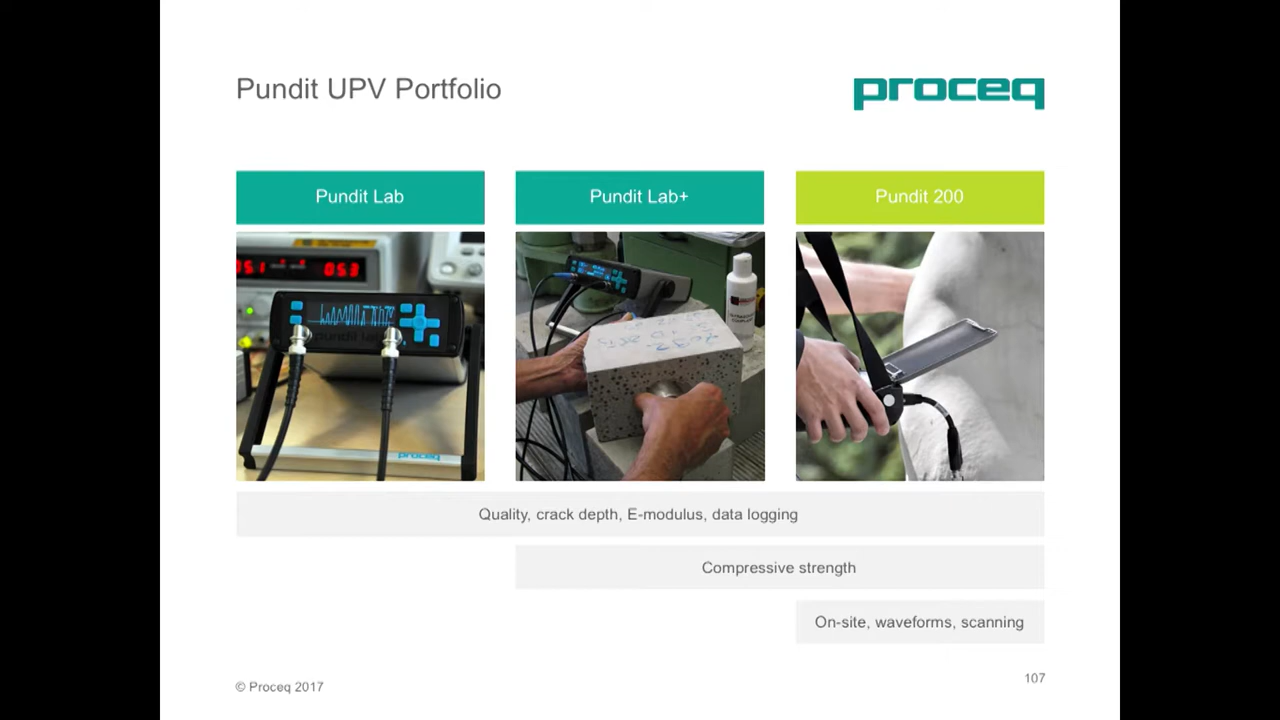 Pundit UPV Portfolio
proceq
Pundit Lab
Pundit Lab+
Pundit 200
proceq
Quality, crack depth, E-modulus, data logging
Compressive strength
On-site, waveforms, scanning
© Proceq 2017
107